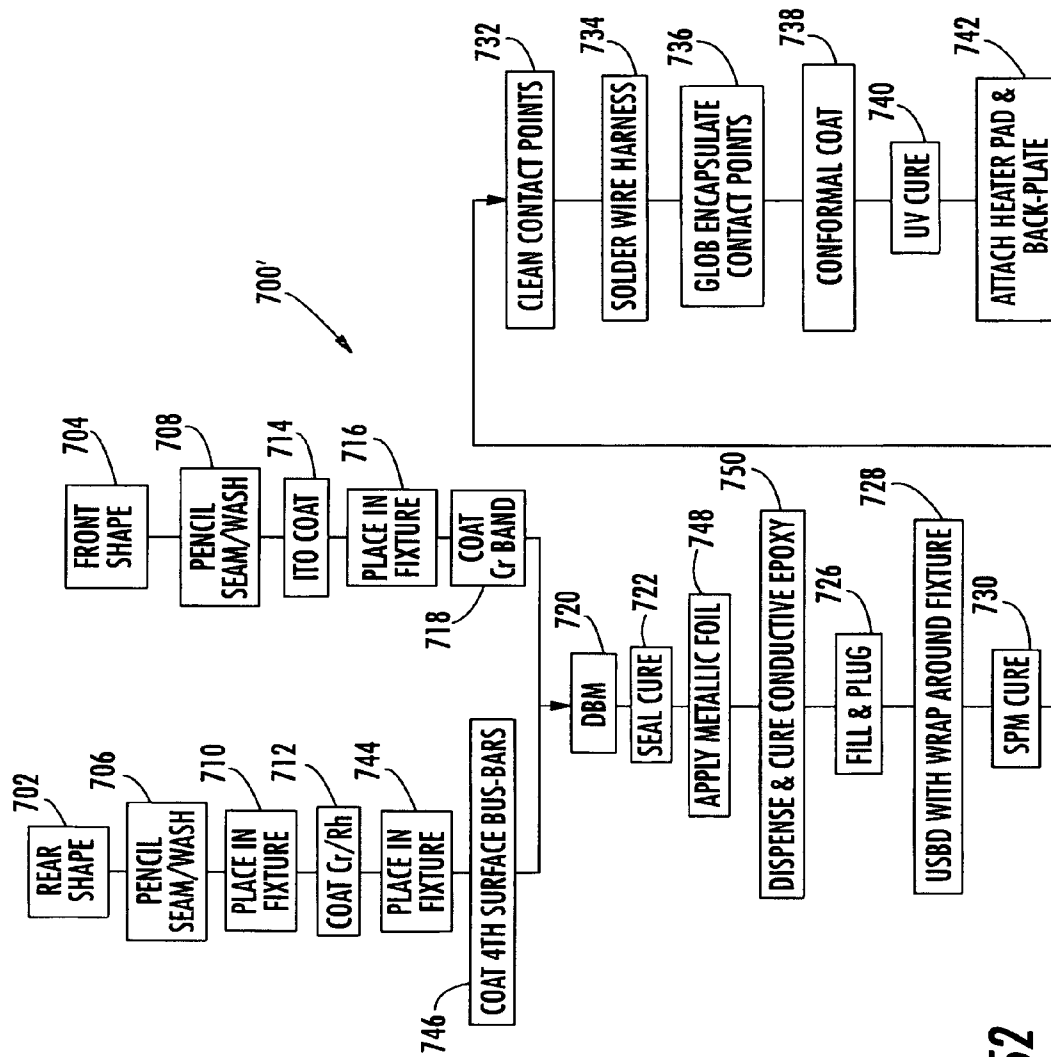 700'
702
REAR
SHAPE
706
PENCIL
SEAM/WASH
710
PLACE IN
FIXTURE
712
COAT Cr/Rh
744
PLACE IN
FIXTURE
746
COAT 4TH SURFACE BUS-BARS
704
FRONT
SHAPE
708
PENCIL
SEAM/WASH
714
ITO COAT
716
PLACE IN
FIXTURE
COAT
Cr BAND
718
720
DBM
722
SEAL CURE
748
APPLY METALLIC FOIL
750
DISPENSE & CURE CONDUCTIVE EPOXY
726
FILL & PLUG
728
USBD WITH WRAP AROUND FIXTURE
730
SPM CURE
732
CLEAN CONTACT POINTS
734
SOLDER WIRE HARNESS
736
GLOB ENCAPSULATE
CONTACT POINTS
738
CONFORMAL COAT
740
UV CURE
742
ATTACH HEATER PAD &
BACK-PLATE
52